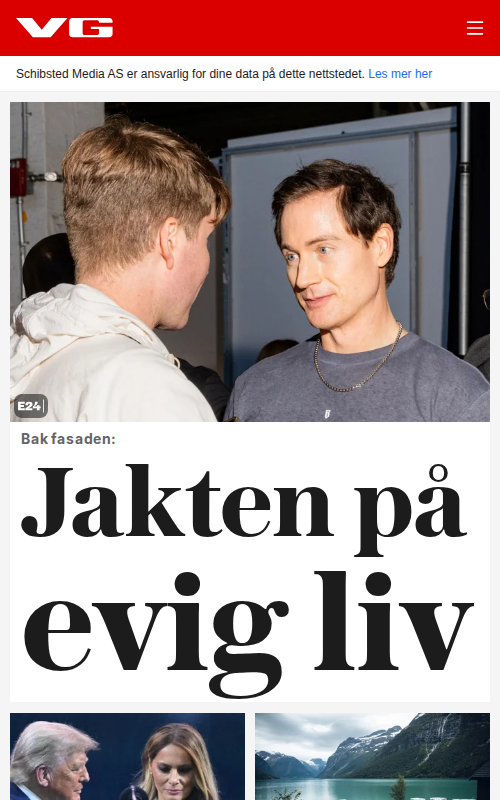 VG
Schibsted Media AS er ansvarlig for dine data på dette nettstedet. Les mer her
E24
Bak fasaden:
Jakten på
evig liv